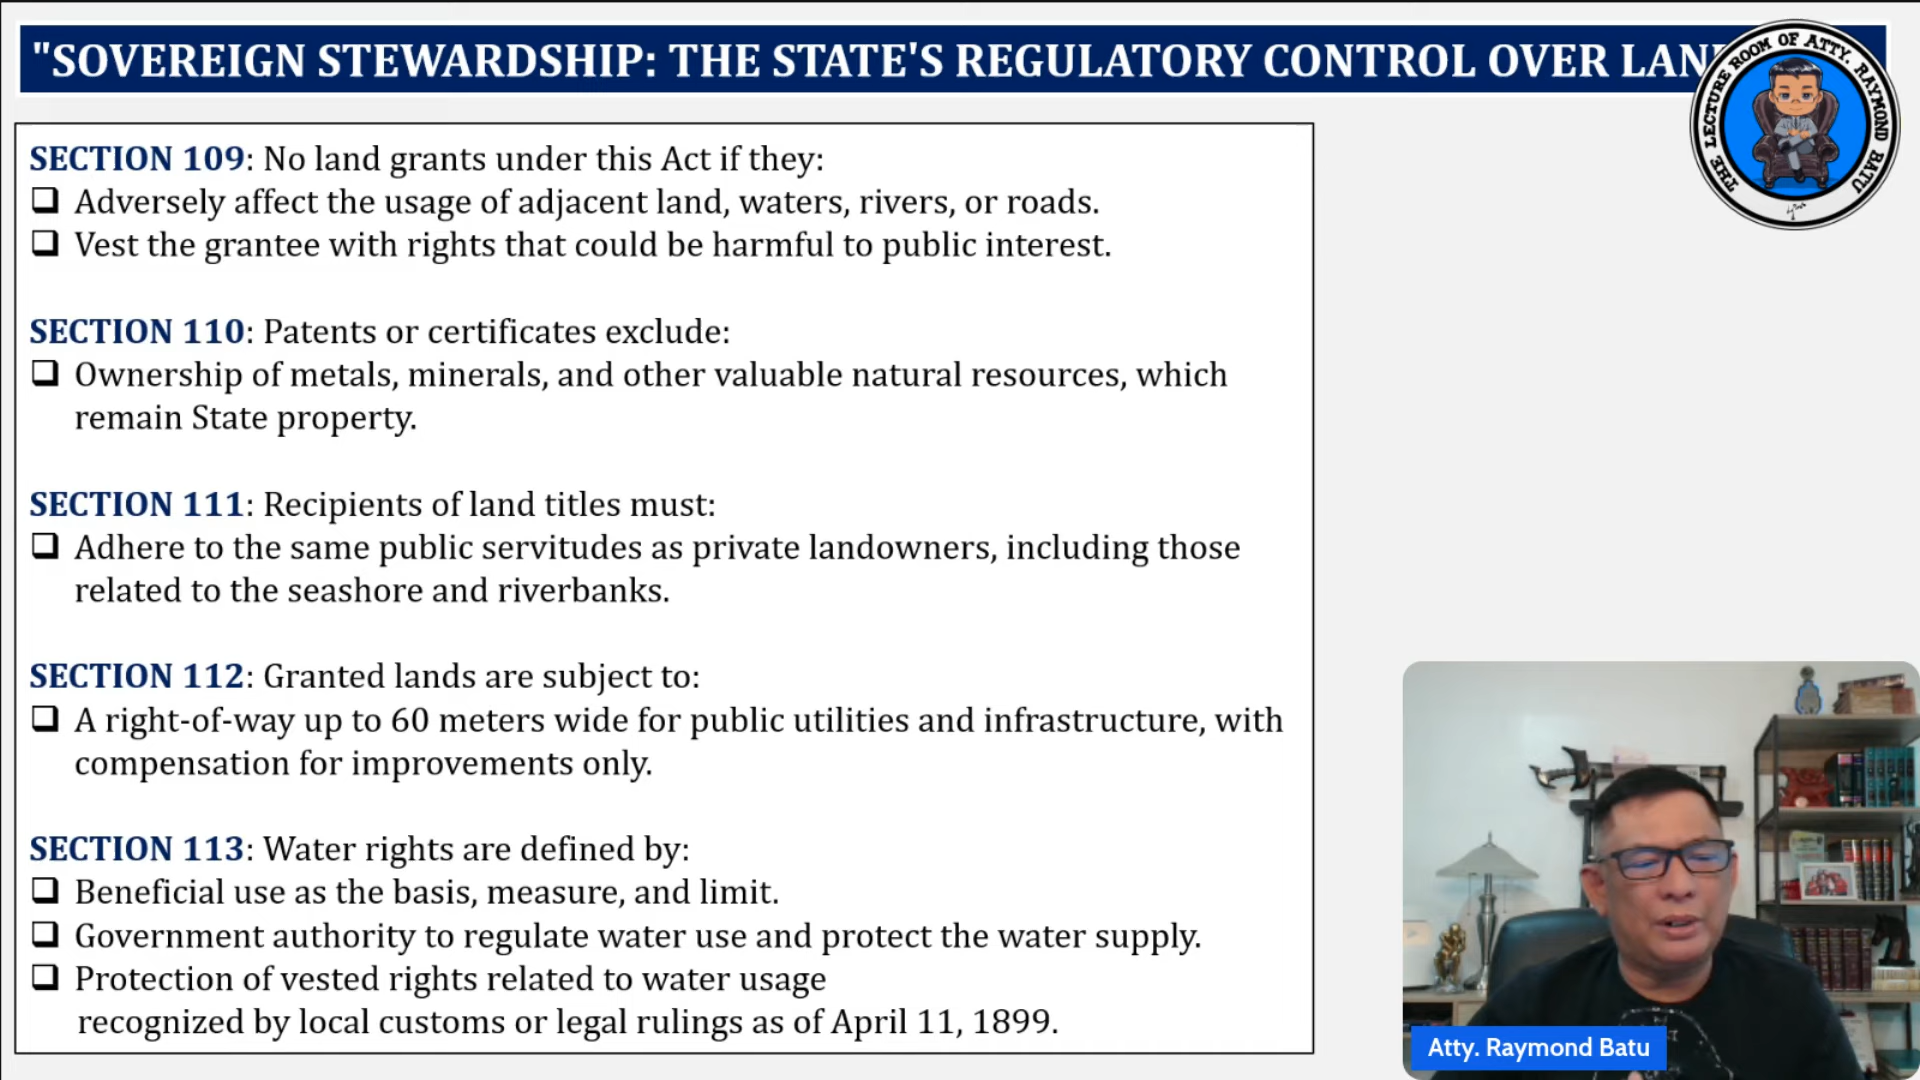 "SOVEREIGN STEWARDSHIP: THE STATE'S REGULATORY CONTROL OVER LAN
THE LECTURE ROOM OF ATTY. RAYMOND BATU
SECTION 109: No land grants under this Act if they:
❑ Adversely affect the usage of adjacent land, waters, rivers, or roads.
❑ Vest the grantee with rights that could be harmful to public interest.
SECTION 110: Patents or certificates exclude:
❑ Ownership of metals, minerals, and other valuable natural resources, which
remain State property.
SECTION 111: Recipients of land titles must:
❑ Adhere to the same public servitudes as private landowners, including those
related to the seashore and riverbanks.
SECTION 112: Granted lands are subject to:
❑ A right-of-way up to 60 meters wide for public utilities and infrastructure, with
compensation for improvements only.
SECTION 113: Water rights are defined by:
❑ Beneficial use as the basis, measure, and limit.
❑ Government authority to regulate water use and protect the water supply.
❑ Protection of vested rights related to water usage
recognized by local customs or legal rulings as of April 11, 1899.
Atty. Raymond Batu